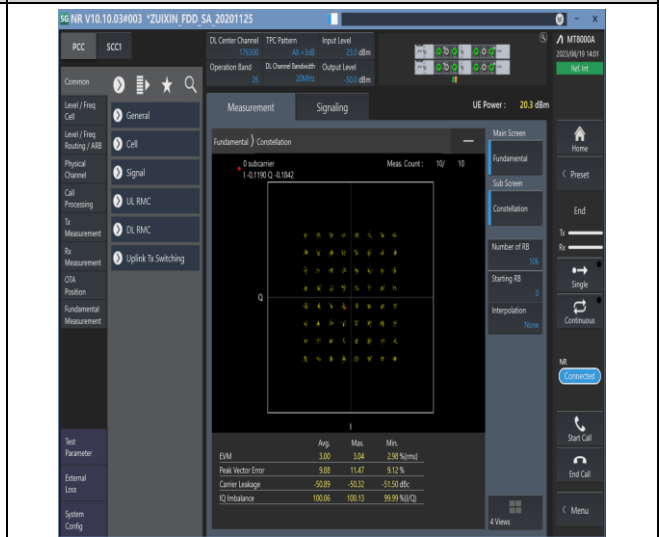 5G NR V10.10.03#003 *ZUIXIN_FDD_SA_20201125
PCC
SCC1
DL Center Channel
176300
TPC Pattern
All +3dB
Input Level
23.0 dBm
Operation Band
26
DL Channel Bandwidth
20MHz
Output Level
-50.0 dBm
MT8000A
2023/06/19 14:01
Ref. Int
Common
Level / Freq
Cell
Level / Freq
Routing / ARB
Physical
Channel
Call
Processing
Tx
Measurement
Rx
Measurement
OTA
Position
Fundamental
Measurement
Test
Parameter
External
Loss
System
Config
General
Cell
Signal
UL RMC
DL RMC
Uplink Tx Switching
Measurement
Signaling
UE Power : 20.3 dBm
Fundamental ❭ Constellation
0 subcarrier
I -0.1190 Q -0.1842
Meas. Count : 10/ 10
Q
I
Avg. Max. Min.
EVM 3.00 3.04 2.98 %(rms)
Peak Vector Error 9.88 11.47 9.12 %
Carrier Leakage -50.89 -50.32 -51.50 dBc
IQ Imbalance 100.06 100.13 99.99 %(I/Q)
Main Screen
Fundamental
Sub Screen
Constellation
Number of RB
106
Starting RB
0
Interpolation
None
4 Views
Home
Preset
End
Tx
Rx
Single
Continuous
NR
Connected
Start Call
End Call
Menu